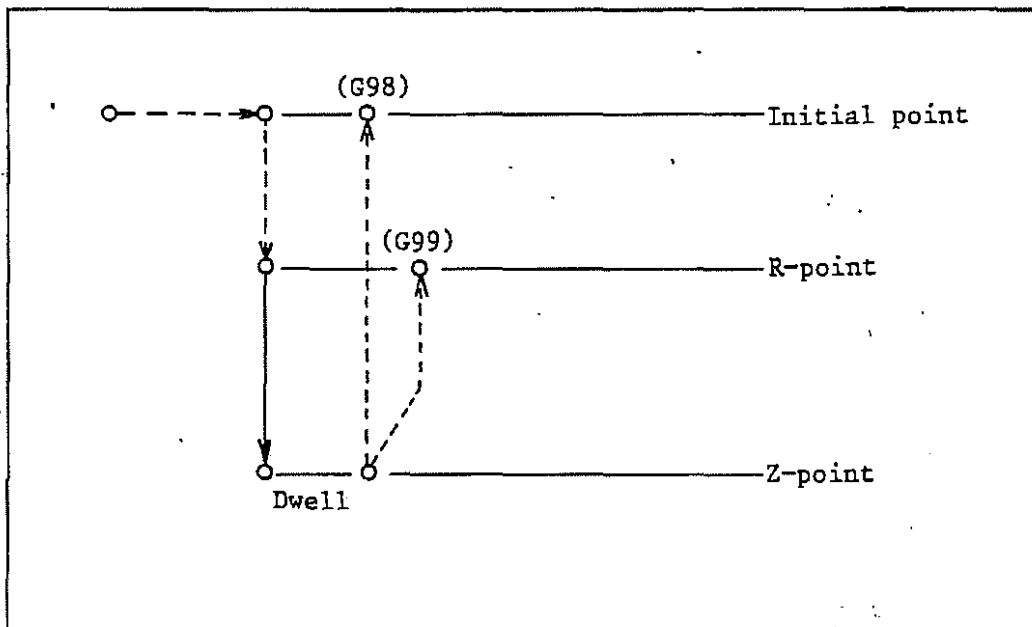 (G98)
Initial point
(G99)
R-point
Z-point
Dwell